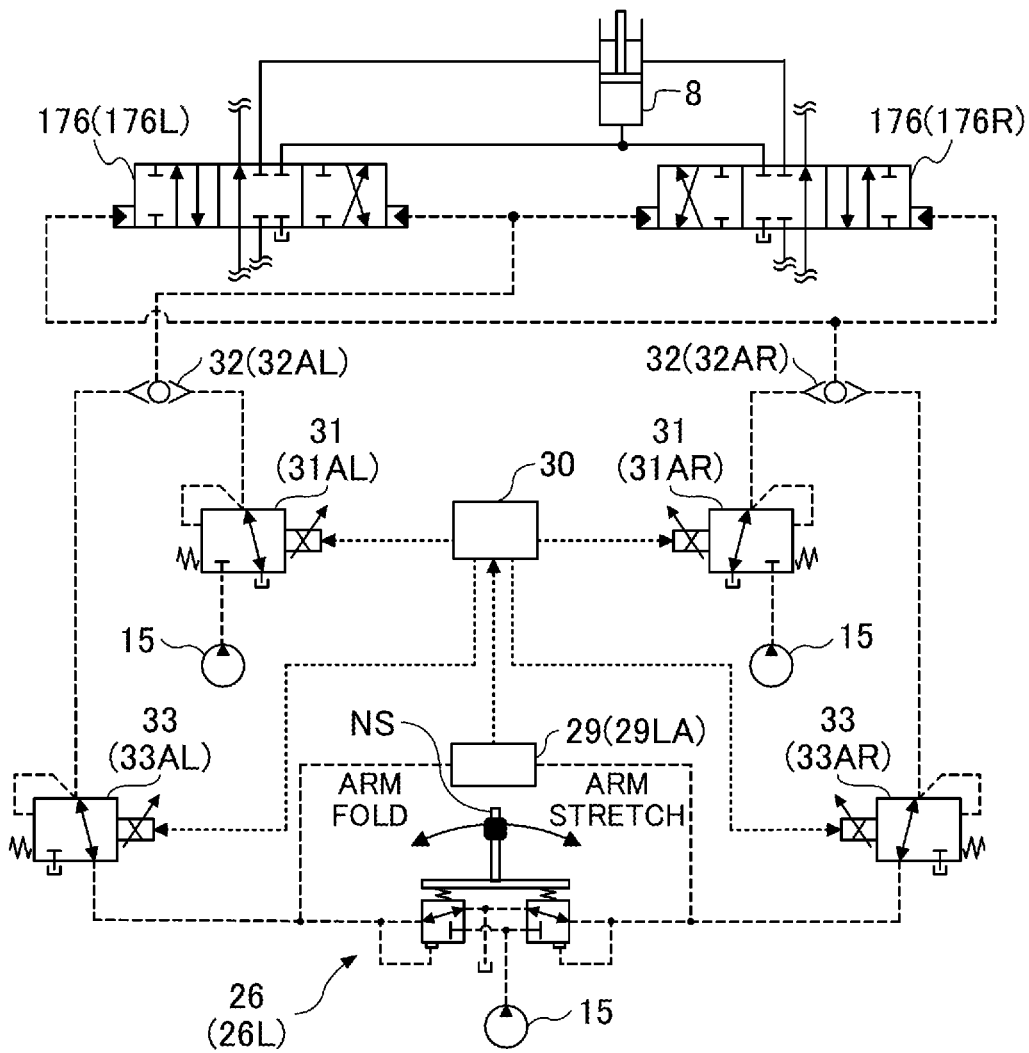 8
176(176L)
176(176R)
32(32AL)
32(32AR)
31
(31AL)
30
31
(31AR)
15
15
33
(33AL)
NS
29(29LA)
33
(33AR)
ARM
FOLD
ARM
STRETCH
26
(26L)
15